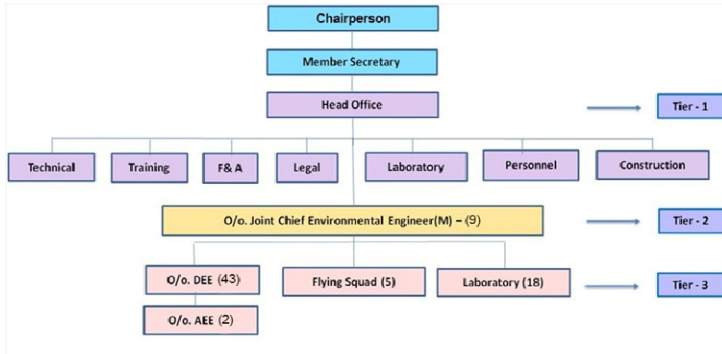 Chairperson
Member Secretary
Head Office
Tier - 1
Technical
Training
F& A
Legal
Laboratory
Personnel
Construction
O/o. Joint Chief Environmental Engineer(M) – (9)
Tier - 2
O/o. DEE (43)
Flying Squad (5)
Laboratory (18)
Tier - 3
O/o. AEE (2)